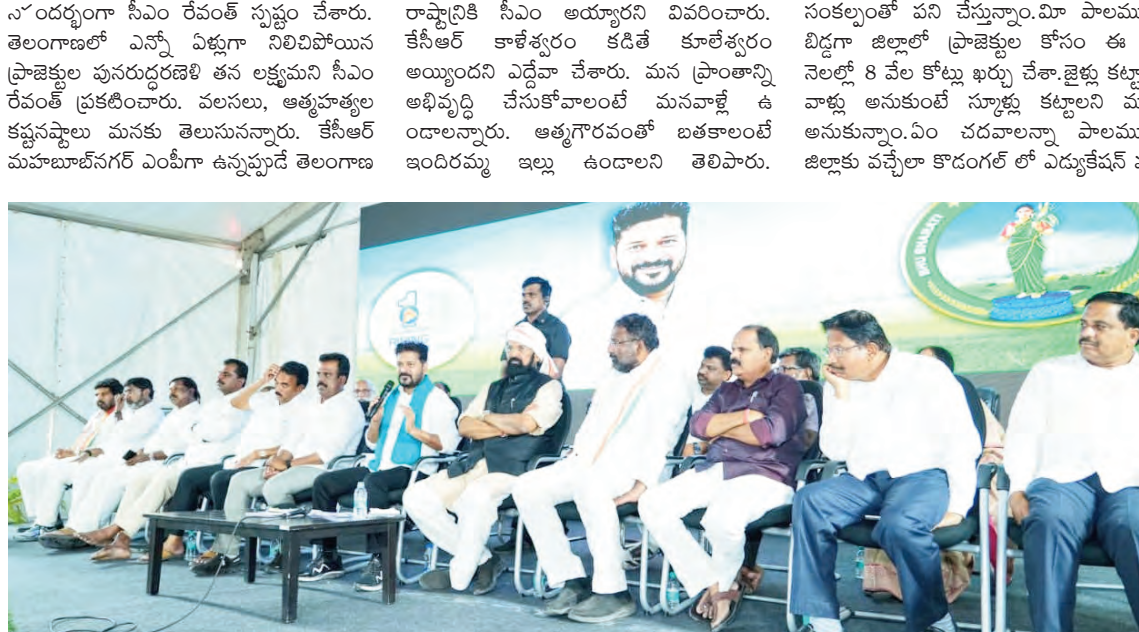 సందర్భంగా సీఎం రేవంత్ స్పష్టం చేశారు.
తెలంగాణలో ఎన్నో ఏళ్లుగా నిలిచిపోయిన
ప్రాజెక్టుల పునరుద్ధరణెళి తన లక్ష్యమని సీఎం
రేవంత్ ప్రకటించారు. వలసలు, ఆత్మహత్యల
కష్టనష్టాలు మనకు తెలుసునన్నారు. కేసీఆర్
మహబూబ్‌నగర్ ఎంపీగా ఉన్నప్పుడే తెలంగాణ
రాష్ట్రానికి సీఎం అయ్యారని వివరించారు.
కేసీఆర్ కాళేశ్వరం కడితే కూలేశ్వరం
అయ్యిందని ఎద్దేవా చేశారు. మన ప్రాంతాన్ని
అభివృద్ధి చేసుకోవాలంటే మనవాళ్లే ఉ
ండాలన్నారు. ఆత్మగౌరవంతో బతకాలంటే
ఇందిరమ్మ ఇల్లు ఉండాలని తెలిపారు.
సంకల్పంతో పని చేస్తున్నాం.మీ పాలము
బిడ్డగా జిల్లాలో ప్రాజెక్టుల కోసం ఈ
నెలల్లో 8 వేల కోట్లు ఖర్చు చేశా.జైళ్లు కట్టా
వాళ్లు అనుకుంటే స్కూళ్లు కట్టాలని మ
అనుకున్నాం.ఏం చదవాలన్నా పాలము
జిల్లాకు వచ్చేలా కొడంగల్ లో ఎడ్యుకేషన్
BHU BHARATI